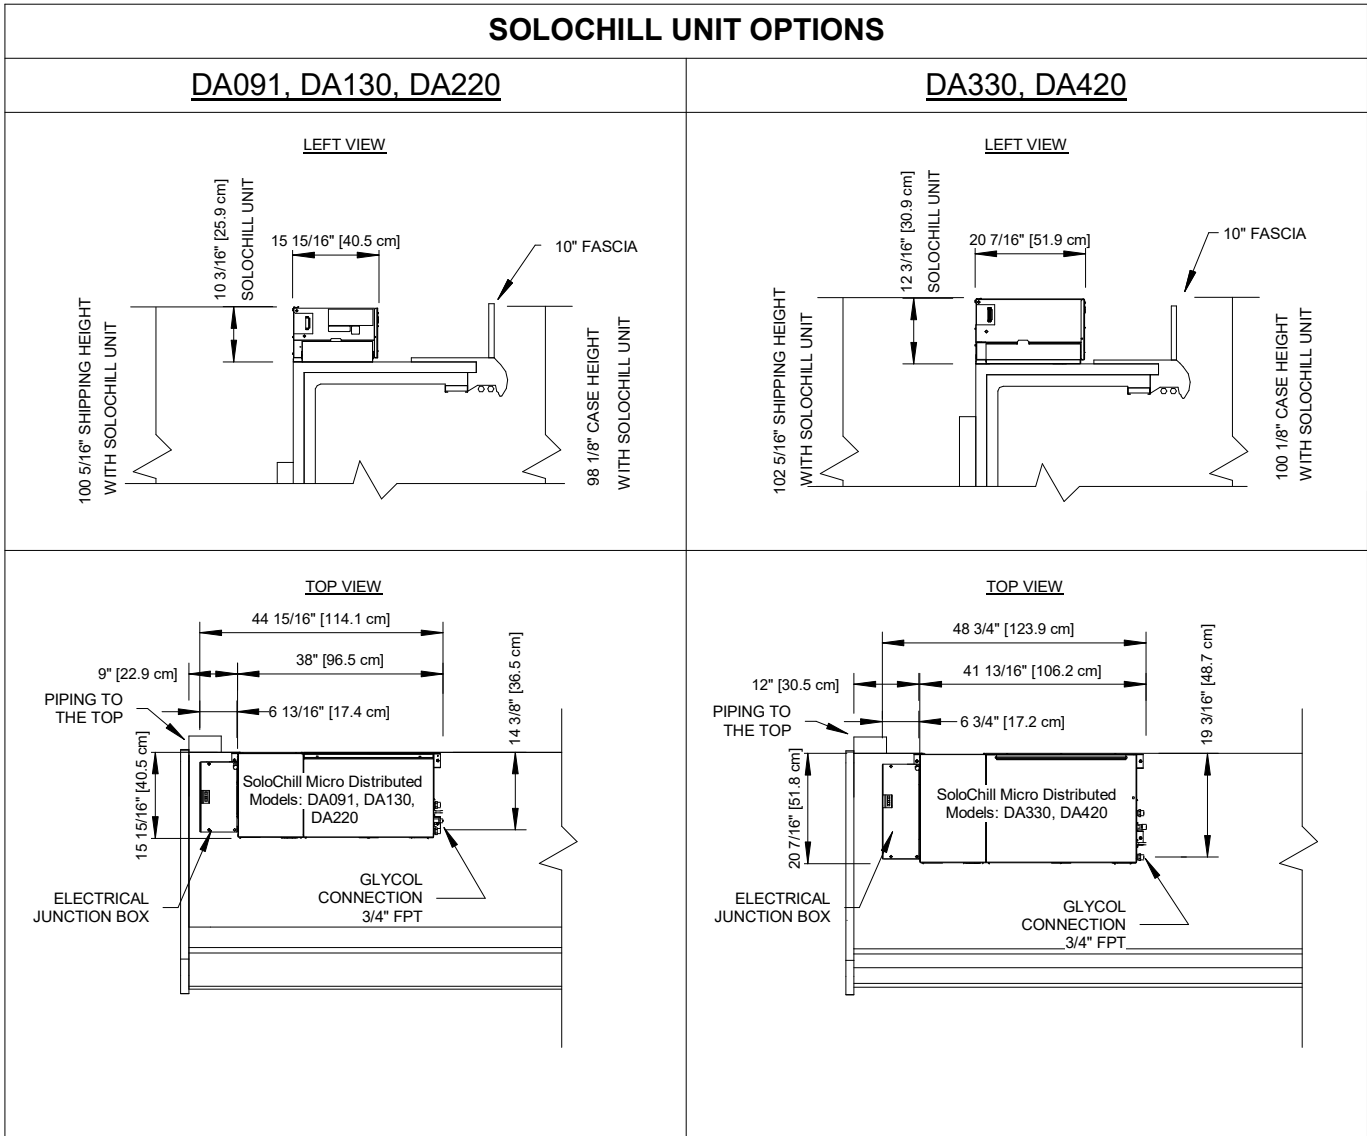 SOLOCHILL UNIT OPTIONS
DA091, DA130, DA220
DA330, DA420
LEFT VIEW
10 3/16" [25.9 cm]
SOLOCHILL UNIT
15 15/16" [40.5 cm]
10" FASCIA
100 5/16" SHIPPING HEIGHT
WITH SOLOCHILL UNIT
98 1/8" CASE HEIGHT
WITH SOLOCHILL UNIT
LEFT VIEW
12 3/16" [30.9 cm]
SOLOCHILL UNIT
20 7/16" [51.9 cm]
10" FASCIA
102 5/16" SHIPPING HEIGHT
WITH SOLOCHILL UNIT
100 1/8" CASE HEIGHT
WITH SOLOCHILL UNIT
TOP VIEW
44 15/16" [114.1 cm]
38" [96.5 cm]
9" [22.9 cm]
6 13/16" [17.4 cm]
14 3/8" [36.5 cm]
PIPING TO
THE TOP
15 15/16" [40.5 cm]
SoloChill Micro Distributed
Models: DA091, DA130,
DA220
ELECTRICAL
JUNCTION BOX
GLYCOL
CONNECTION
3/4" FPT
TOP VIEW
48 3/4" [123.9 cm]
41 13/16" [106.2 cm]
12" [30.5 cm]
6 3/4" [17.2 cm]
19 3/16" [48.7 cm]
PIPING TO
THE TOP
20 7/16" [51.8 cm]
SoloChill Micro Distributed
Models: DA330, DA420
ELECTRICAL
JUNCTION BOX
GLYCOL
CONNECTION
3/4" FPT